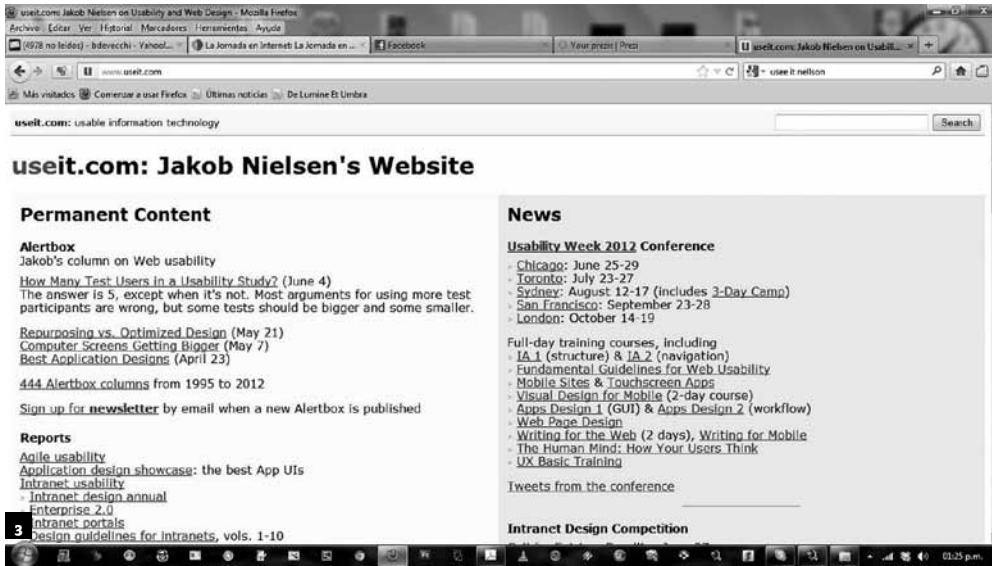 useit.com: Jakob Nielsen on Usability and Web Design - Mozilla Firefox
Archivo Editar Ver Historial Marcadores Herramientas Ayuda
(4978 no leídos) - bdevecchi - Yahoo!... La Jornada en Internet: La Jornada en ... Facebook Your prezis | Prezi useit.com: Jakob Nielsen on Usabili...
www.useit.com usee it neilson
Más visitados Comenzar a usar Firefox Últimas noticias De Lumine Et Umbra
useit.com: usable information technology Search
useit.com: Jakob Nielsen's Website
Permanent Content
Alertbox
Jakob's column on Web usability
How Many Test Users in a Usability Study? (June 4)
The answer is 5, except when it's not. Most arguments for using more test
participants are wrong, but some tests should be bigger and some smaller.
Repurposing vs. Optimized Design (May 21)
Computer Screens Getting Bigger (May 7)
Best Application Designs (April 23)
444 Alertbox columns from 1995 to 2012
Sign up for newsletter by email when a new Alertbox is published
Reports
Agile usability
Application design showcase: the best App UIs
Intranet usability
Intranet design annual
Enterprise 2.0
Intranet portals
Design guidelines for intranets, vols. 1-10
News
Usability Week 2012 Conference
Chicago: June 25-29
Toronto: July 23-27
Sydney: August 12-17 (includes 3-Day Camp)
San Francisco: September 23-28
London: October 14-19
Full-day training courses, including
IA 1 (structure) & IA 2 (navigation)
Fundamental Guidelines for Web Usability
Mobile Sites & Touchscreen Apps
Visual Design for Mobile (2-day course)
Apps Design 1 (GUI) & Apps Design 2 (workflow)
Web Page Design
Writing for the Web (2 days), Writing for Mobile
The Human Mind: How Your Users Think
UX Basic Training
Tweets from the conference
Intranet Design Competition
3
01:25 p.m.